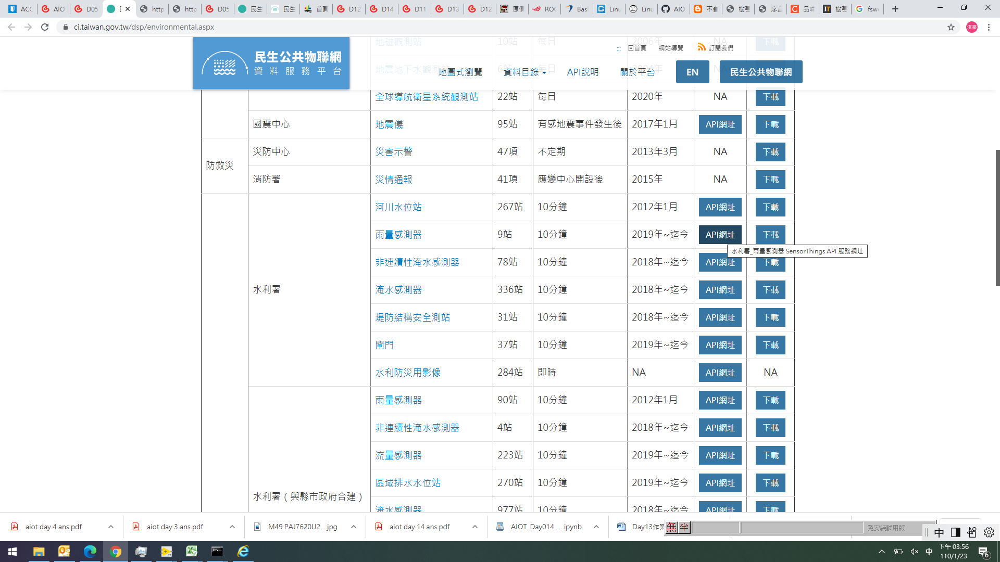 ACC
AIO
D05
http
http
D05
民生
民生
首頁
D12
D14
D11
D13
D12
原價
ROC
Bas
Linu
Linu
AIO
不會
樹莓
序言
品味
樹莓
fswe
ci.taiwan.gov.tw/dsp/environmental.aspx
淇豪
民生公共物聯網
資料服務平台
::: 回首頁 網站導覽 訂閱我們
地圖式瀏覽 資料目錄 API說明 關於平台 EN 民生公共物聯網
地磁觀測站 10站 每日 2006年 NA 下載
地震地下水觀測站 6站 每日 NA
全球導航衛星系統觀測站 22站 每日 2020年 NA 下載
國震中心 地震儀 95站 有感地震事件發生後 2017年1月 API網址 下載
防救災
災防中心 災害示警 47項 不定期 2013年3月 NA 下載
消防署 災情通報 41項 應變中心開設後 2015年 NA 下載
河川水位站 267站 10分鐘 2012年1月 API網址 下載
雨量感測器 9站 10分鐘 2019年~迄今 API網址 下載
水利署_雨量感測器 SensorThings API 服務網址
非連續性淹水感測器 78站 10分鐘 2018年~迄今 API網址 下載
水利署 淹水感測器 336站 10分鐘 2018年~迄今 API網址 下載
堤防結構安全測站 31站 10分鐘 2018年~迄今 API網址 下載
閘門 37站 10分鐘 2019年~迄今 API網址 下載
水利防災用影像 284站 即時 NA API網址 NA
雨量感測器 90站 10分鐘 2012年1月 API網址 下載
非連續性淹水感測器 4站 10分鐘 2018年~迄今 API網址 下載
流量感測器 223站 10分鐘 2019年~迄今 API網址 下載
區域排水水位站 270站 10分鐘 2019年~迄今 API網址 下載
水利署（與縣市政府合建）
淹水感測器 977站 10分鐘 2018年~迄今 API網址 下載
aiot day 4 ans.pdf
aiot day 3 ans.pdf
M49 PAJ7620U2....jpg
aiot day 14 ans.pdf
AIOT_Day014_....ipynb
Day13作業
無 半
免安裝試用版
中
中
下午 03:56
110/1/23
6